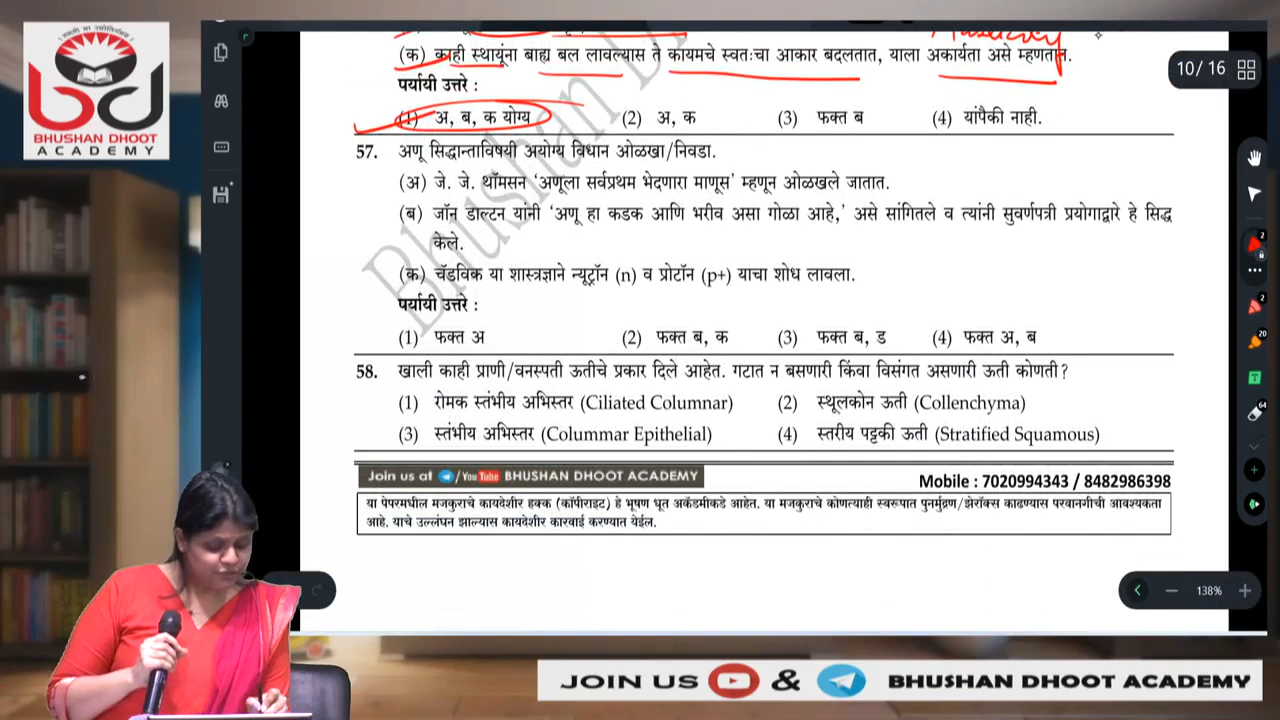 BHUSHAN DHOOT
ACADEMY
(क) काही स्थायूंना बाह्य बल लावल्यास ते कायमचे स्वतःचा आकार बदलतात, याला अकार्यता असे म्हणतात.
पर्यायी उत्तरे :
(1) अ, ब, क योग्य (2) अ, क (3) फक्त ब (4) यांपैकी नाही.
57. अणू सिद्धान्ताविषयी अयोग्य विधान ओळखा/निवडा.
(अ) जे. जे. थॉमसन ‘अणूला सर्वप्रथम भेदणारा माणूस’ म्हणून ओळखले जातात.
(ब) जॉन डाल्टन यांनी ‘अणू हा कडक आणि भरीव असा गोळा आहे,’ असे सांगितले व त्यांनी सुवर्णपत्री प्रयोगाद्वारे हे सिद्ध
केले.
(क) चॅडविक या शास्त्रज्ञाने न्यूट्रॉन (n) व प्रोटॉन (p+) याचा शोध लावला.
पर्यायी उत्तरे :
(1) फक्त अ (2) फक्त ब, क (3) फक्त ब, ड (4) फक्त अ, ब
58. खाली काही प्राणी/वनस्पती ऊतीचे प्रकार दिले आहेत. गटात न बसणारी किंवा विसंगत असणारी ऊती कोणती?
(1) रोमक स्तंभीय अभिस्तर (Ciliated Columnar) (2) स्थूलकोन ऊती (Collenchyma)
(3) स्तंभीय अभिस्तर (Colummar Epithelial) (4) स्तरीय पट्टकी ऊती (Stratified Squamous)
Join us at /You Tube BHUSHAN DHOOT ACADEMY Mobile : 7020994343 / 8482986398
या पेपरमधील मजकुराचे कायदेशीर हक्क (कॉपीराइट) हे भूषण धूत अकॅडमीकडे आहेत. या मजकुराचे कोणत्याही स्वरूपात पुनर्मुद्रण/झेरॉक्स काढण्यास परवानगीची आवश्यकता
आहे. याचे उल्लंघन झाल्यास कायदेशीर कारवाई करण्यात येईल.
10/16
138%
JOIN US & BHUSHAN DHOOT ACADEMY